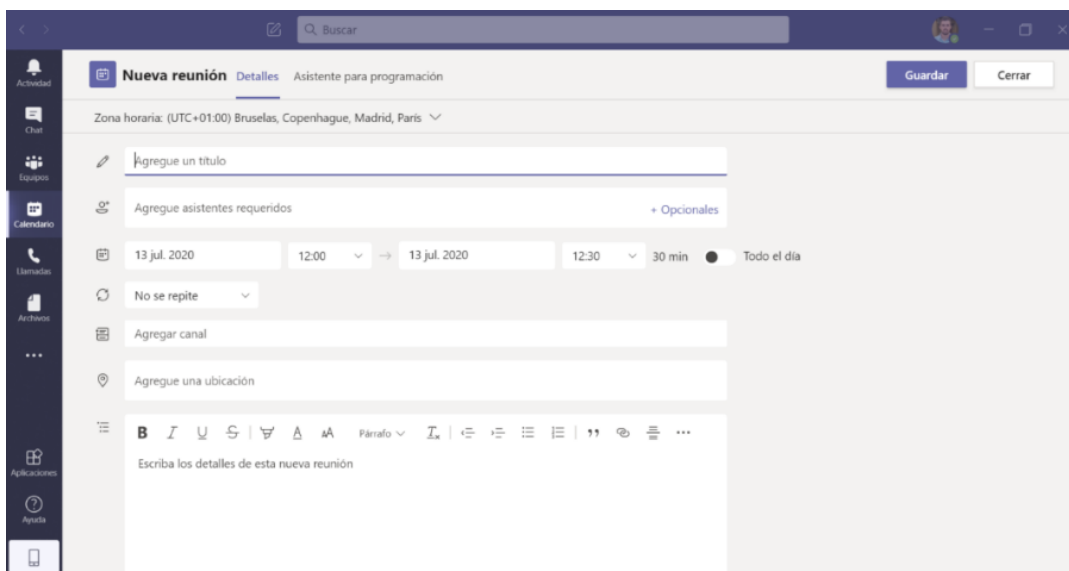 Buscar
Actividad
Chat
Equipos
Calendario
Llamadas
Archivos
Aplicaciones
Ayuda
Nueva reunión Detalles Asistente para programación Guardar Cerrar
Zona horaria: (UTC+01:00) Bruselas, Copenhague, Madrid, París
Agregue un título
Agregue asistentes requeridos + Opcionales
13 jul. 2020 12:00 → 13 jul. 2020 12:30 30 min Todo el día
No se repite
Agregar canal
Agregue una ubicación
B I U S A AA Párrafo
Escriba los detalles de esta nueva reunión